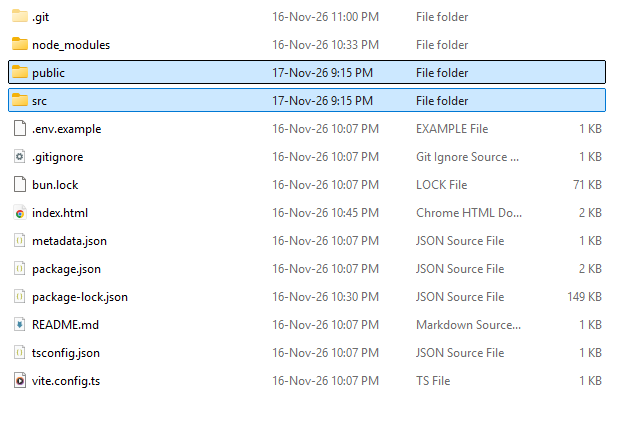 .git 16-Nov-26 11:00 PM File folder
node_modules 16-Nov-26 10:33 PM File folder
public 17-Nov-26 9:15 PM File folder
src 17-Nov-26 9:15 PM File folder
.env.example 16-Nov-26 10:07 PM EXAMPLE File 1 KB
.gitignore 16-Nov-26 10:07 PM Git Ignore Source ... 1 KB
bun.lock 16-Nov-26 10:07 PM LOCK File 71 KB
index.html 16-Nov-26 10:45 PM Chrome HTML Do... 2 KB
metadata.json 16-Nov-26 10:07 PM JSON Source File 1 KB
package.json 16-Nov-26 10:07 PM JSON Source File 2 KB
package-lock.json 16-Nov-26 10:30 PM JSON Source File 149 KB
README.md 16-Nov-26 10:07 PM Markdown Source... 1 KB
tsconfig.json 16-Nov-26 10:07 PM JSON Source File 1 KB
vite.config.ts 16-Nov-26 10:07 PM TS File 1 KB